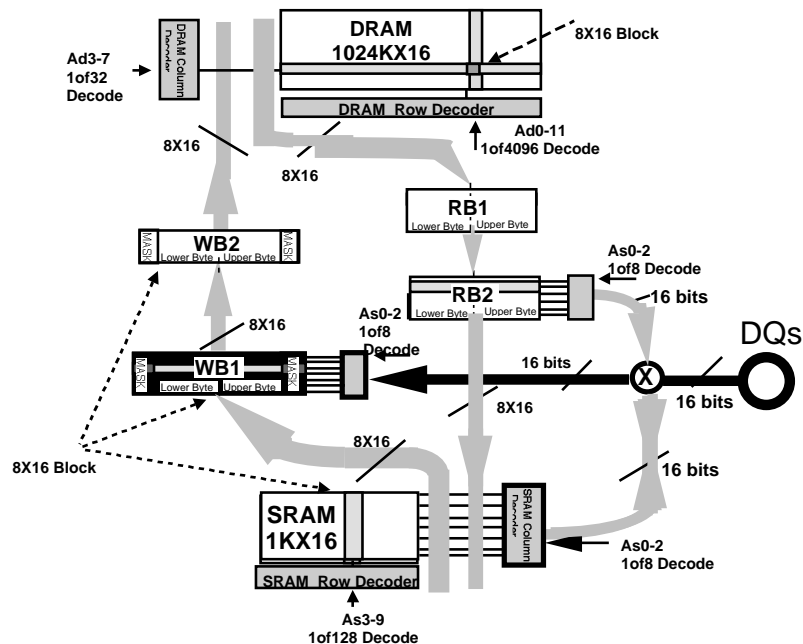 DRAM Column
Decoder
DRAM
1024KX16
8X16 Block
Ad3-7
1of32
Decode
DRAM Row Decoder
Ad0-11
1of4096 Decode
8X16
8X16
RB1
Lower Byte Upper Byte
MASK
WB2
Lower Byte Upper Byte
MASK
As0-2
1of8 Decode
RB2
Lower Byte Upper Byte
16 bits
8X16
As0-2
1of8
Decode
DQs
MASK
WB1
Lower Byte Upper Byte
MASK
16 bits
X
16 bits
8X16
8X16
8X16 Block
16 bits
SRAM
1KX16
SRAM Column
Decoder
As0-2
1of8 Decode
SRAM Row Decoder
As3-9
1of128 Decode